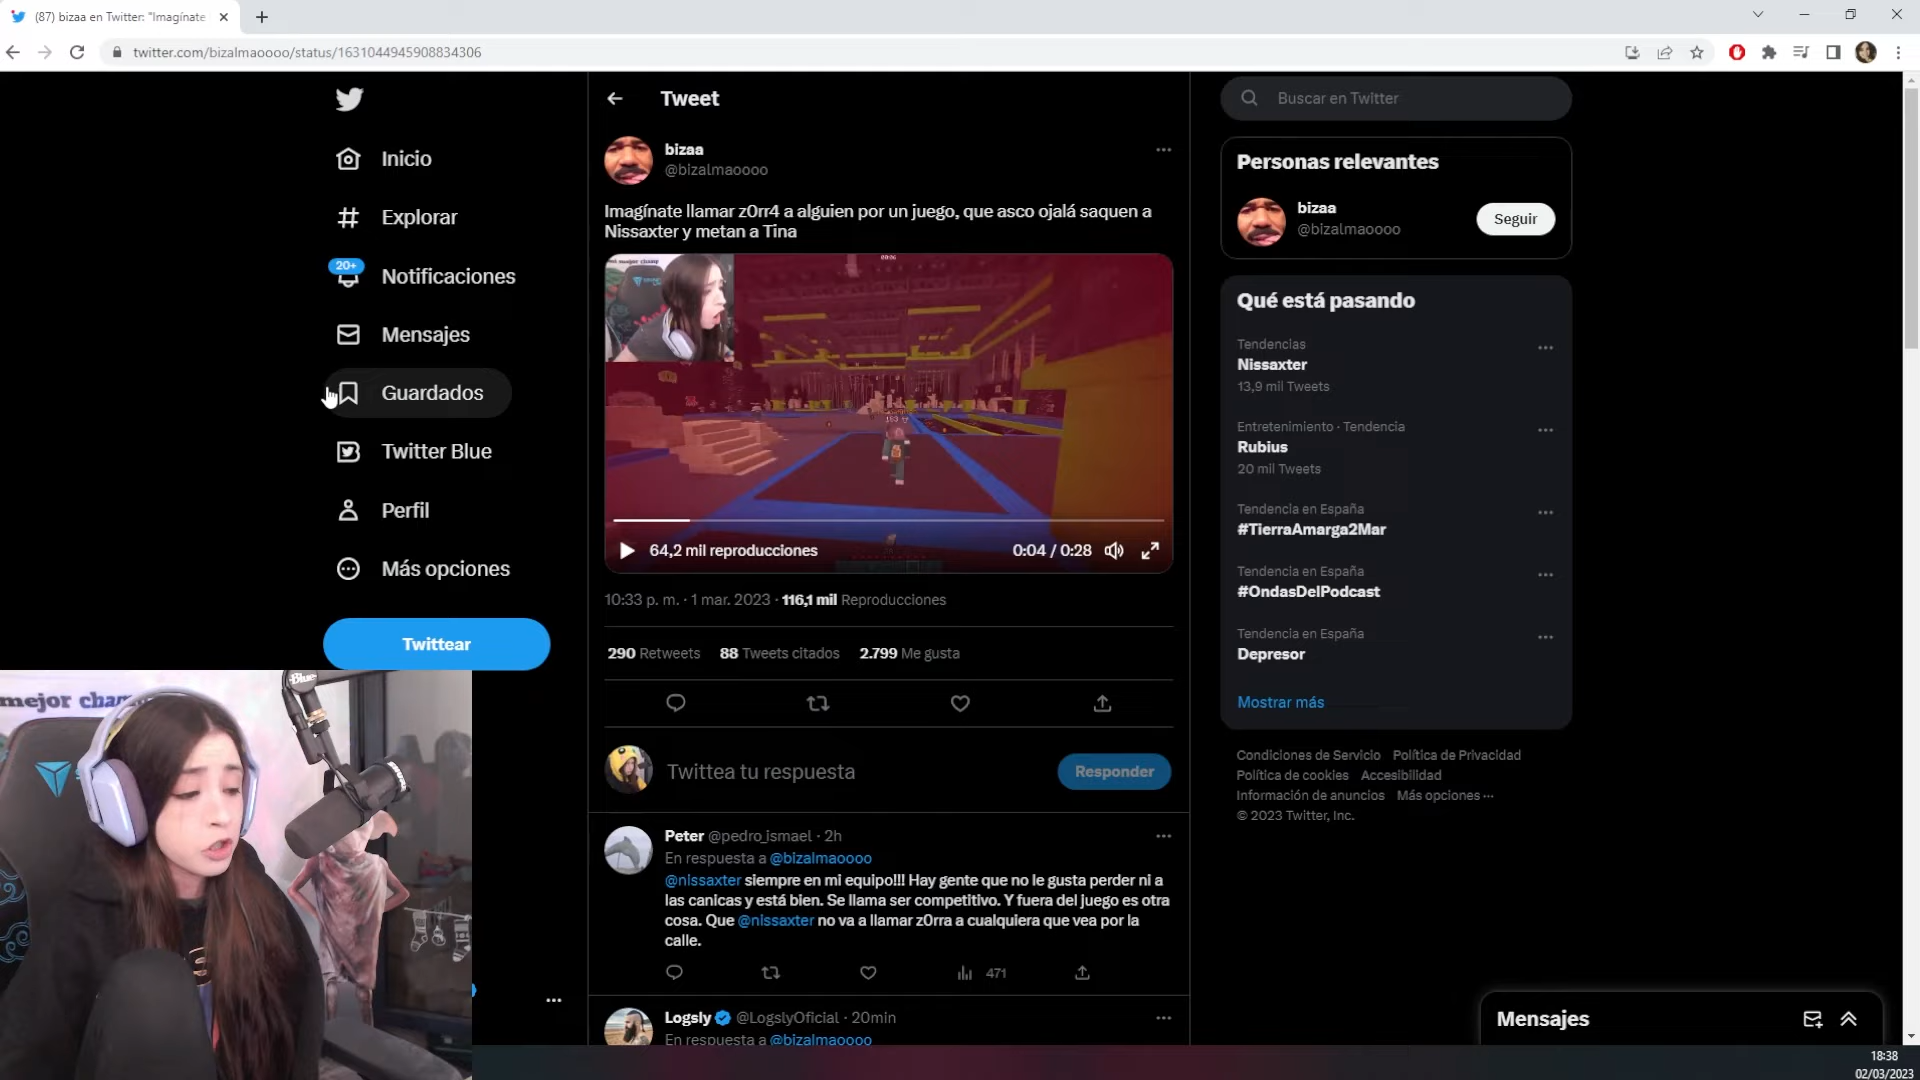 (87) bizaa en Twitter: "Imagínate
twitter.com/bizalmaoooo/status/1631044945908834306
Inicio
Explorar
20+
Notificaciones
Mensajes
Guardados
Twitter Blue
Perfil
Más opciones
Twittear
Tweet
bizaa
@bizalmaoooo
Imagínate llamar z0rr4 a alguien por un juego, que asco ojalá saquen a
Nissaxter y metan a Tina
64,2 mil reproducciones
0:04 / 0:28
10:33 p. m. · 1 mar. 2023 · 116,1 mil Reproducciones
290 Retweets 88 Tweets citados 2.799 Me gusta
Twittea tu respuesta
Responder
Peter @pedro_ismael · 2h
En respuesta a @bizalmaoooo
@nissaxter siempre en mi equipo!!! Hay gente que no le gusta perder ni a
las canicas y está bien. Se llama ser competitivo. Y fuera del juego es otra
cosa. Que @nissaxter no va a llamar z0rra a cualquiera que vea por la
calle.
471
Logsly @LogslyOficial · 20min
En respuesta a @bizalmaoooo
Buscar en Twitter
Personas relevantes
bizaa
@bizalmaoooo
Seguir
Qué está pasando
Tendencias
Nissaxter
13,9 mil Tweets
Entretenimiento · Tendencia
Rubius
20 mil Tweets
Tendencia en España
#TierraAmarga2Mar
Tendencia en España
#OndasDelPodcast
Tendencia en España
Depresor
Mostrar más
Condiciones de Servicio Política de Privacidad
Política de cookies Accesibilidad
Información de anuncios Más opciones ···
© 2023 Twitter, Inc.
Mensajes
mejor cham
Blue
18:38
02/03/2023